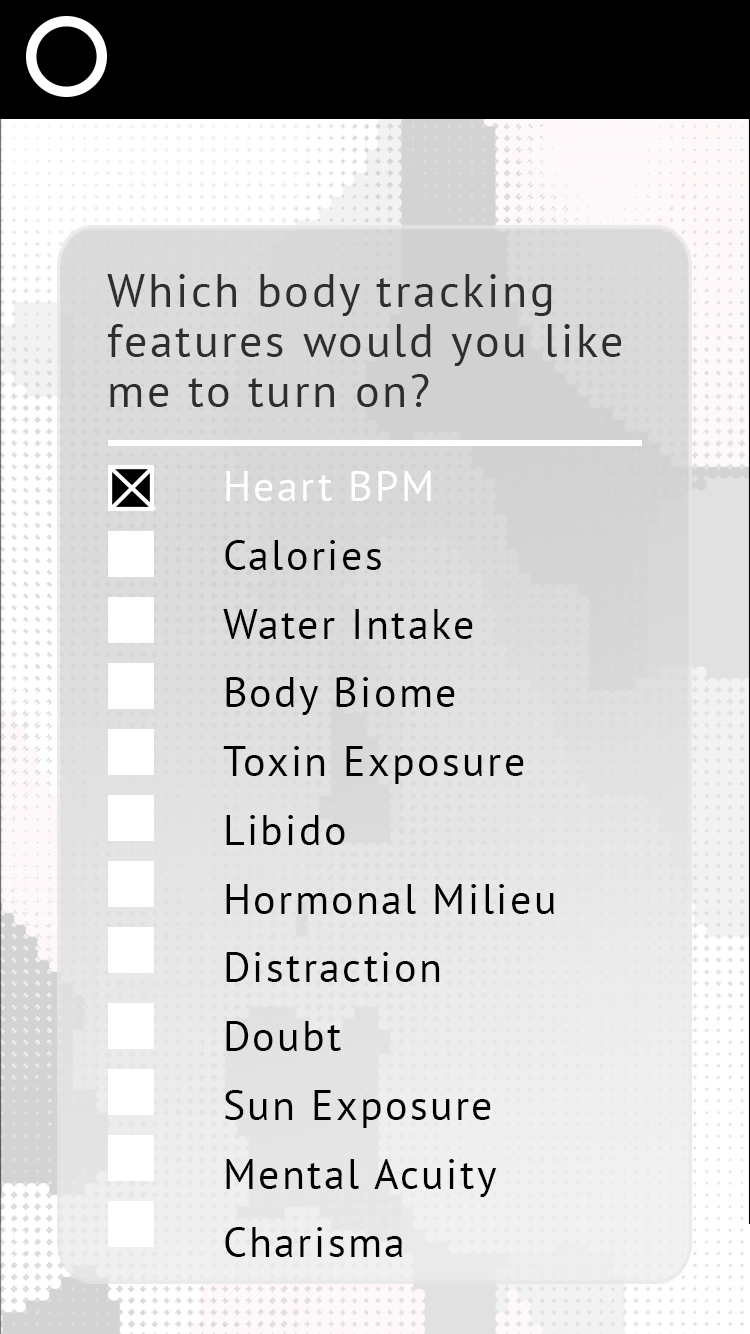 Which body tracking
features would you like
me to turn on?
Heart BPM
Calories
Water Intake
Body Biome
Toxin Exposure
Libido
Hormonal Milieu
Distraction
Doubt
Sun Exposure
Mental Acuity
Charisma